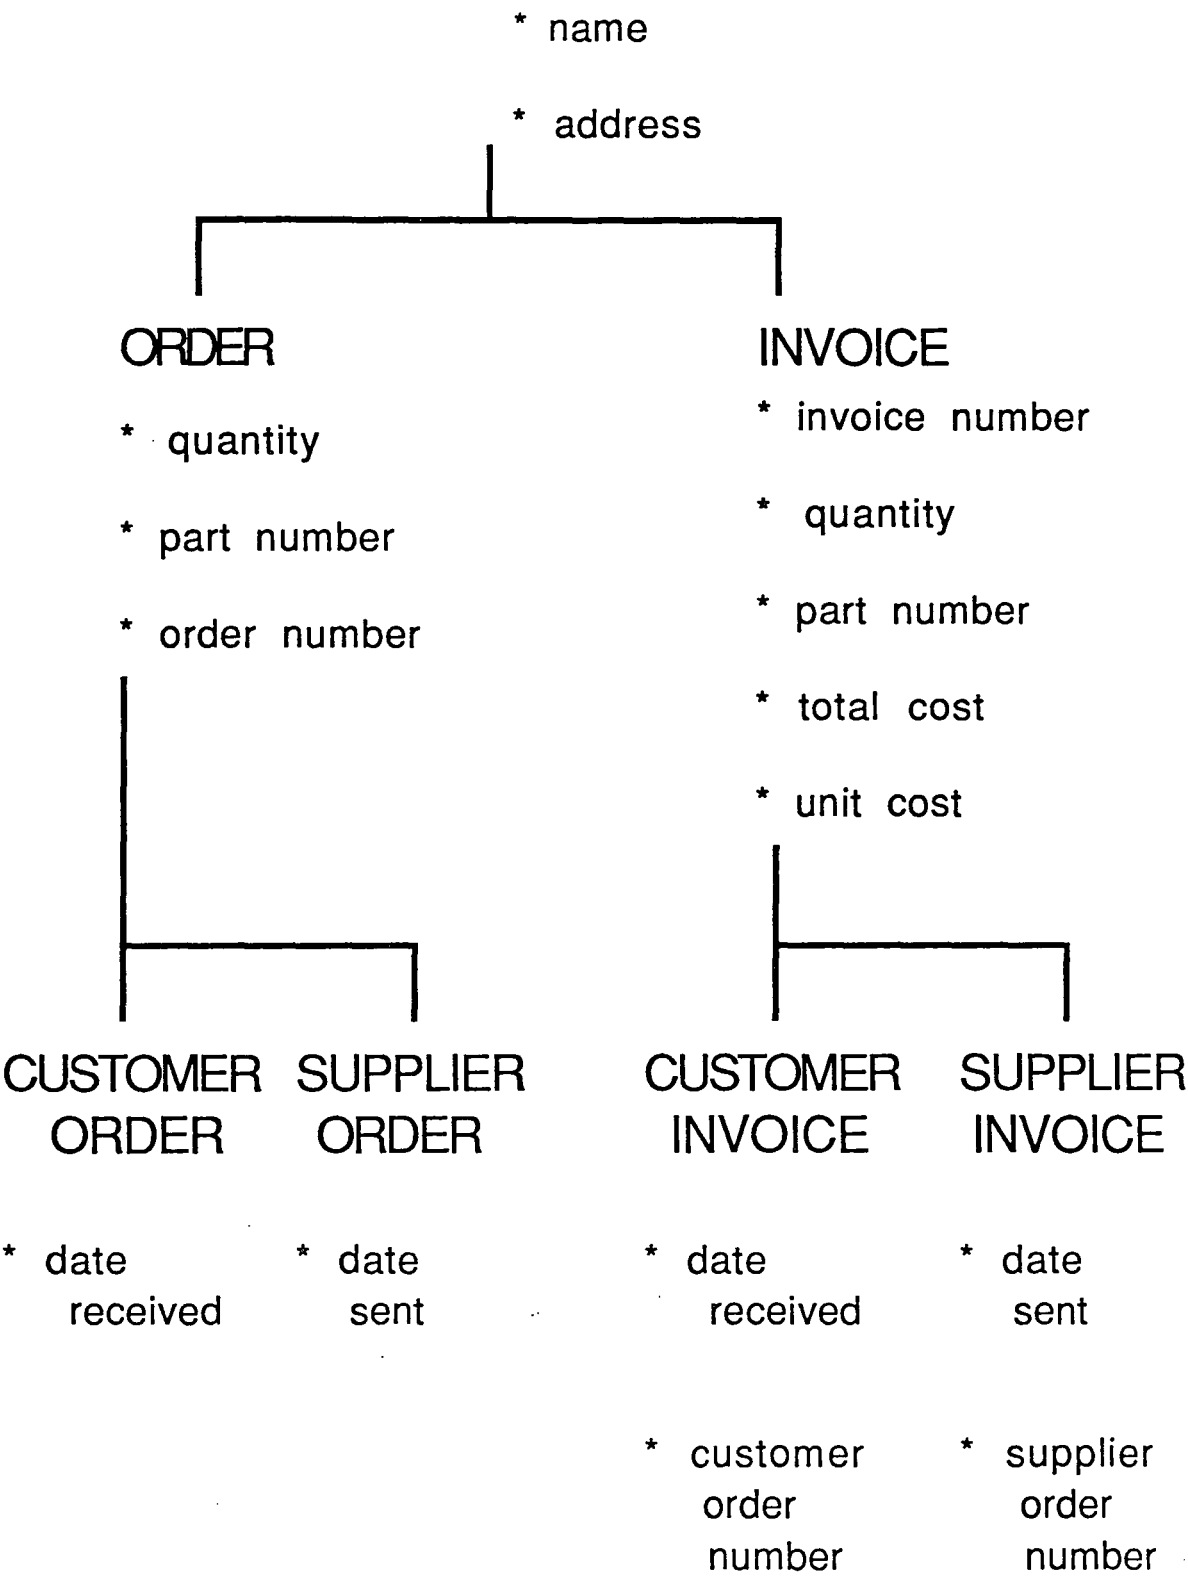 * name
* address
ORDER
* quantity
* part number
* order number
INVOICE
* invoice number
* quantity
* part number
* total cost
* unit cost
CUSTOMER
ORDER
* date
received
SUPPLIER
ORDER
* date
sent
CUSTOMER
INVOICE
* date
received
* customer
order
number
SUPPLIER
INVOICE
* date
sent
* supplier
order
number